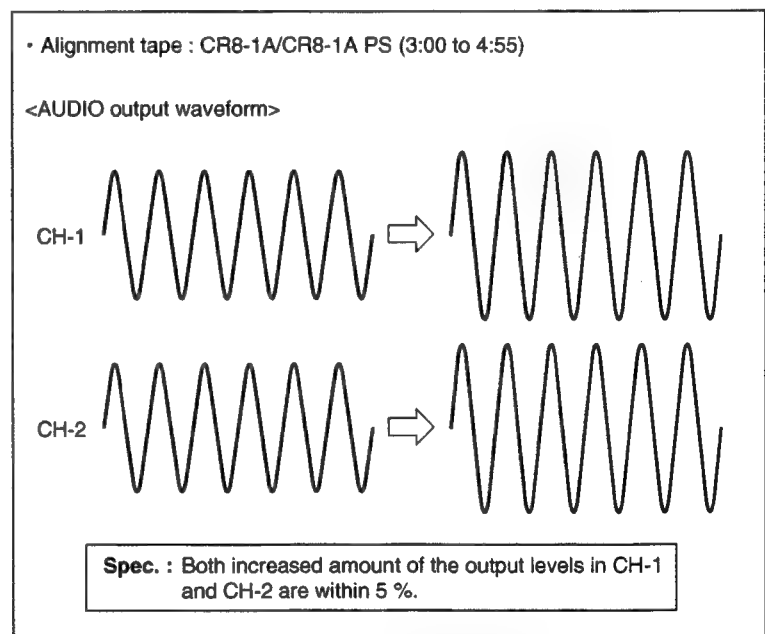 • Alignment tape : CR8-1A/CR8-1A PS (3:00 to 4:55)
<AUDIO output waveform>
CH-1
CH-2
Spec. : Both increased amount of the output levels in CH-1
and CH-2 are within 5 %.